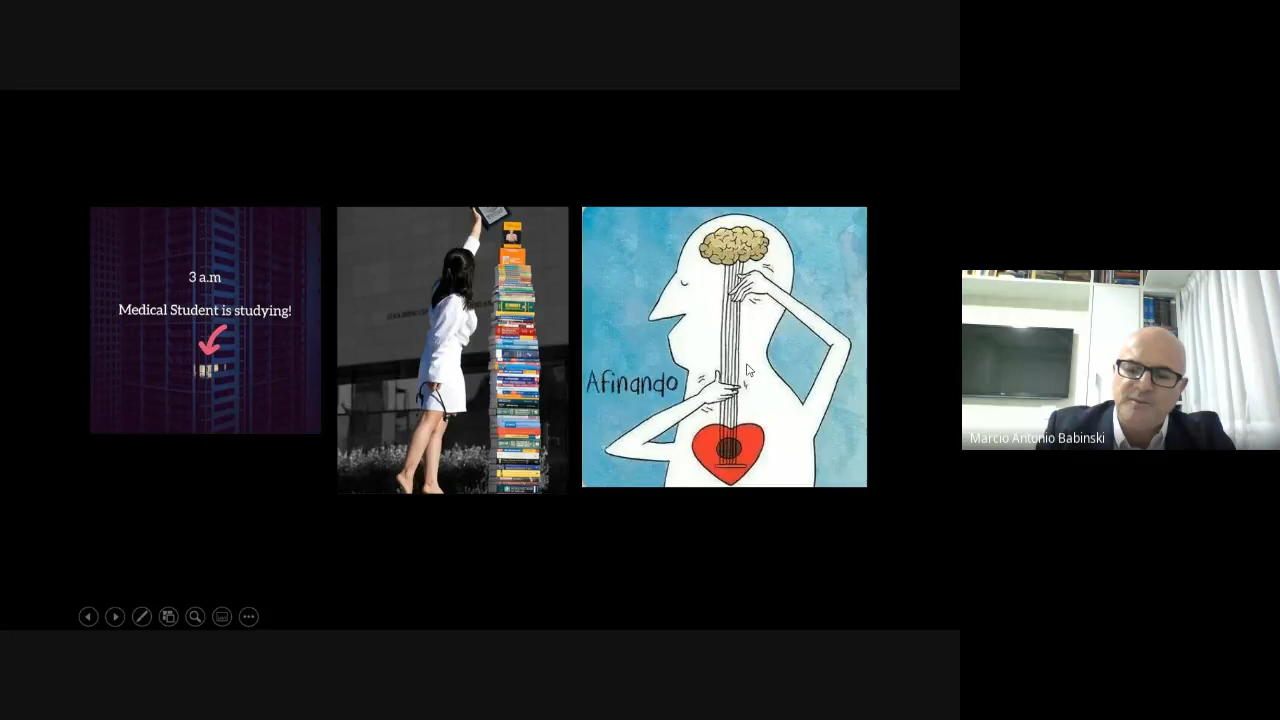 3 a.m
Medical Student is studying!
Afinando
Marcio Antonio Babinski